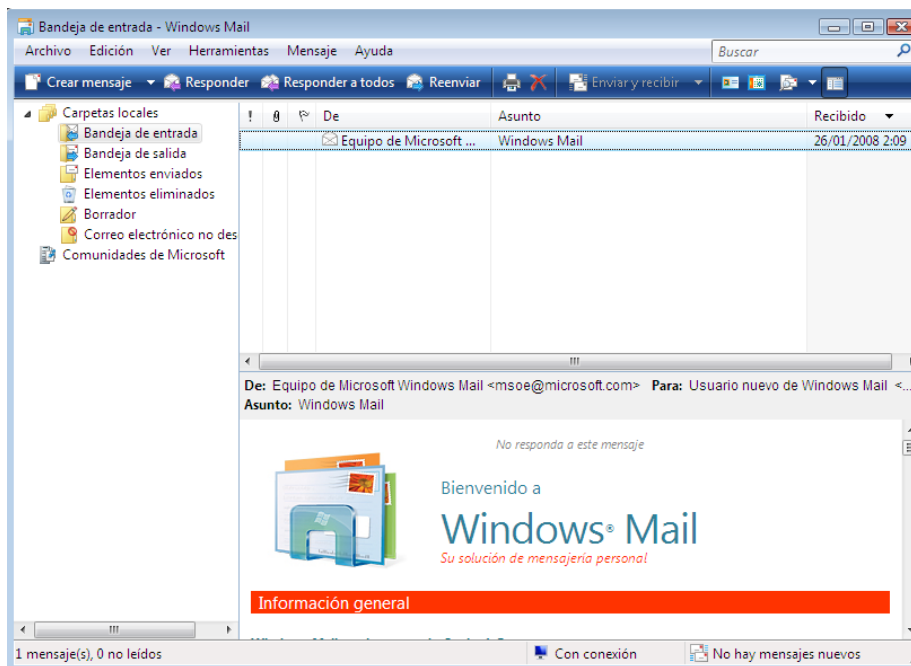 Bandeja de entrada - Windows Mail
Archivo Edición Ver Herramientas Mensaje Ayuda Buscar
Crear mensaje Responder Responder a todos Reenviar Enviar y recibir
Carpetas locales
Bandeja de entrada
Bandeja de salida
Elementos enviados
Elementos eliminados
Borrador
Correo electrónico no des
Comunidades de Microsoft
! De Asunto Recibido
Equipo de Microsoft ... Windows Mail 26/01/2008 2:09
De: Equipo de Microsoft Windows Mail <msoe@microsoft.com> Para: Usuario nuevo de Windows Mail <...
Asunto: Windows Mail
No responda a este mensaje
Bienvenido a
Windows® Mail
Su solución de mensajería personal
Información general
1 mensaje(s), 0 no leídos Con conexión No hay mensajes nuevos